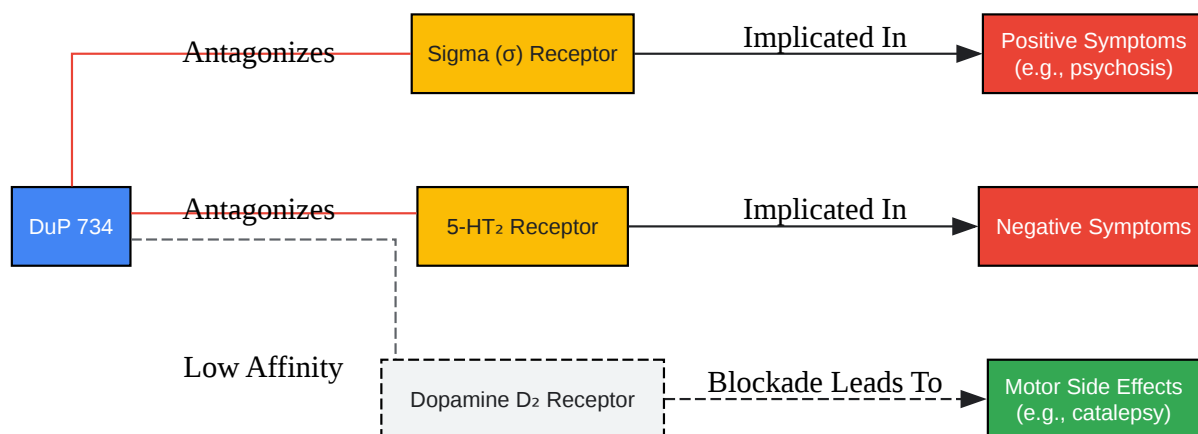 Antagonizes
Sigma (σ) Receptor
Implicated In
Positive Symptoms
(e.g., psychosis)
DuP 734
Antagonizes
5-HT₂ Receptor
Implicated In
Negative Symptoms
Low Affinity
Dopamine D₂ Receptor
Blockade Leads To
Motor Side Effects
(e.g., catalepsy)